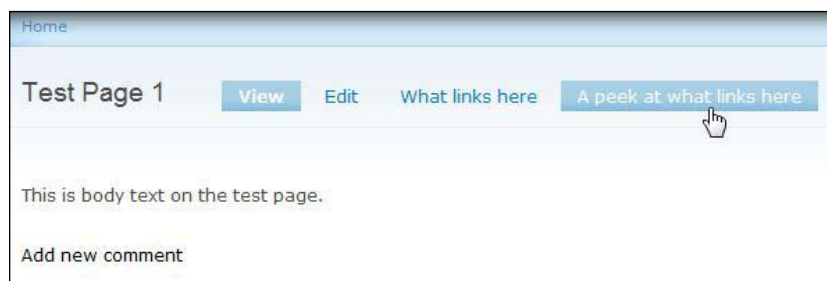 Home
Test Page 1 View Edit What links here A peek at what links here
This is body text on the test page.
Add new comment